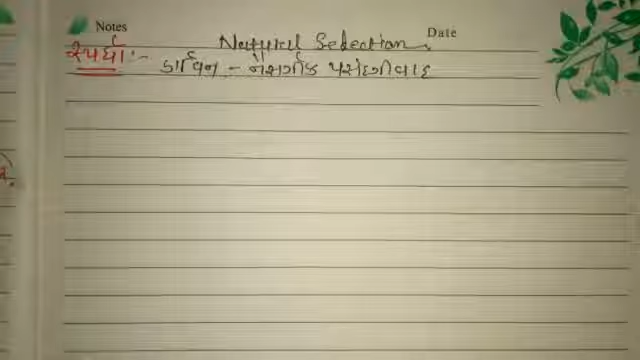 Notes
Date
Natural Selection.
સ્પર્ધા :-
ડાર્વિન - નૈસર્ગીક પસંદગીવાદ